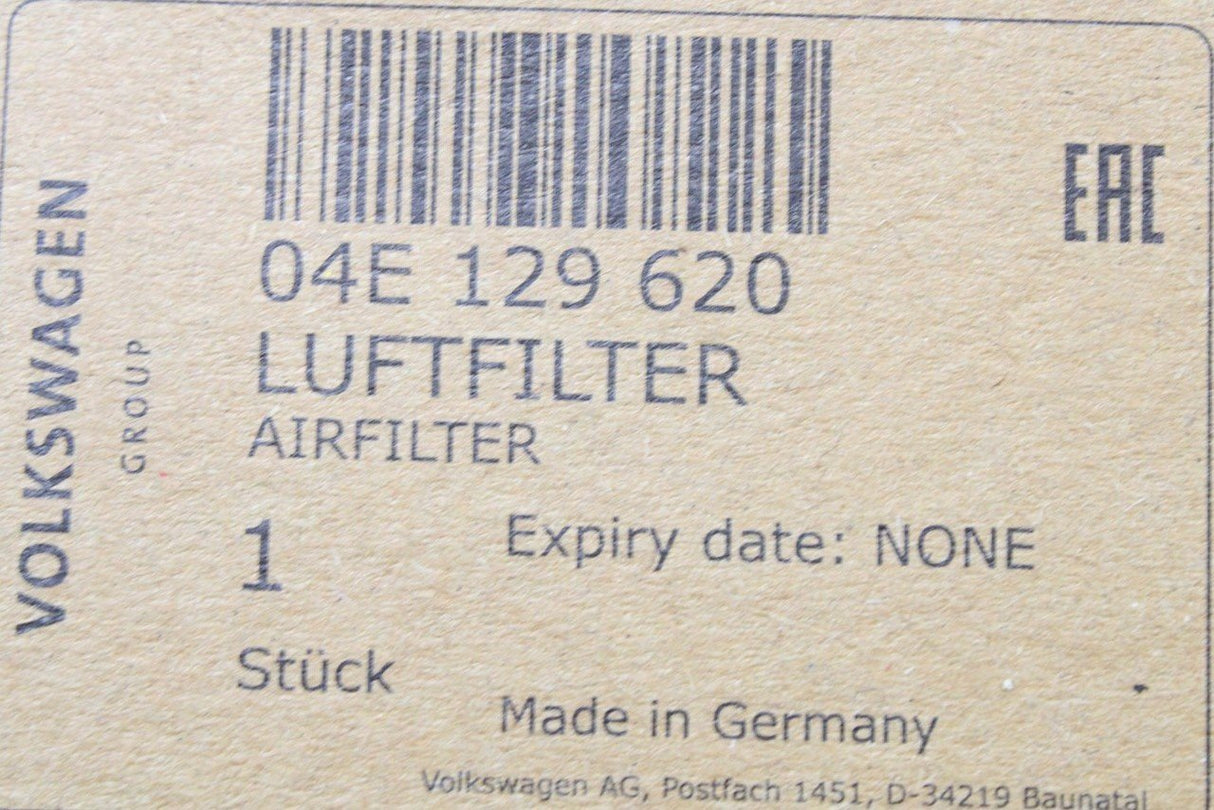 VOLKSWAGEN
GROUP
EAC
04E 129 620
LUFTFILTER
AIRFILTER
1
Expiry date: NONE
Stück
Made in Germany
Volkswagen AG, Postfach 1451, D-34219 Baunatal